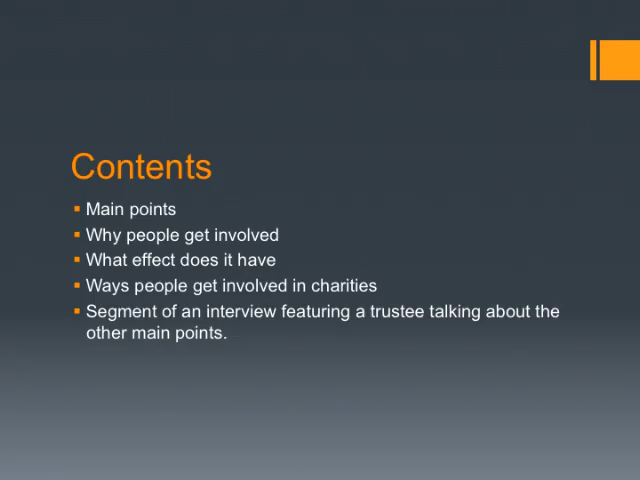 Contents
Main points
Why people get involved
What effect does it have
Ways people get involved in charities
Segment of an interview featuring a trustee talking about the
other main points.